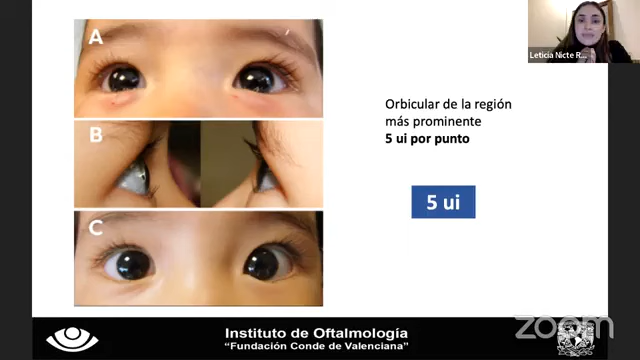 A
B
C
Orbicular de la región
más prominente
5 ui por punto
5 ui
Leticia Nicte R...
Instituto de Oftalmología
“Fundación Conde de Valenciana”
zoom